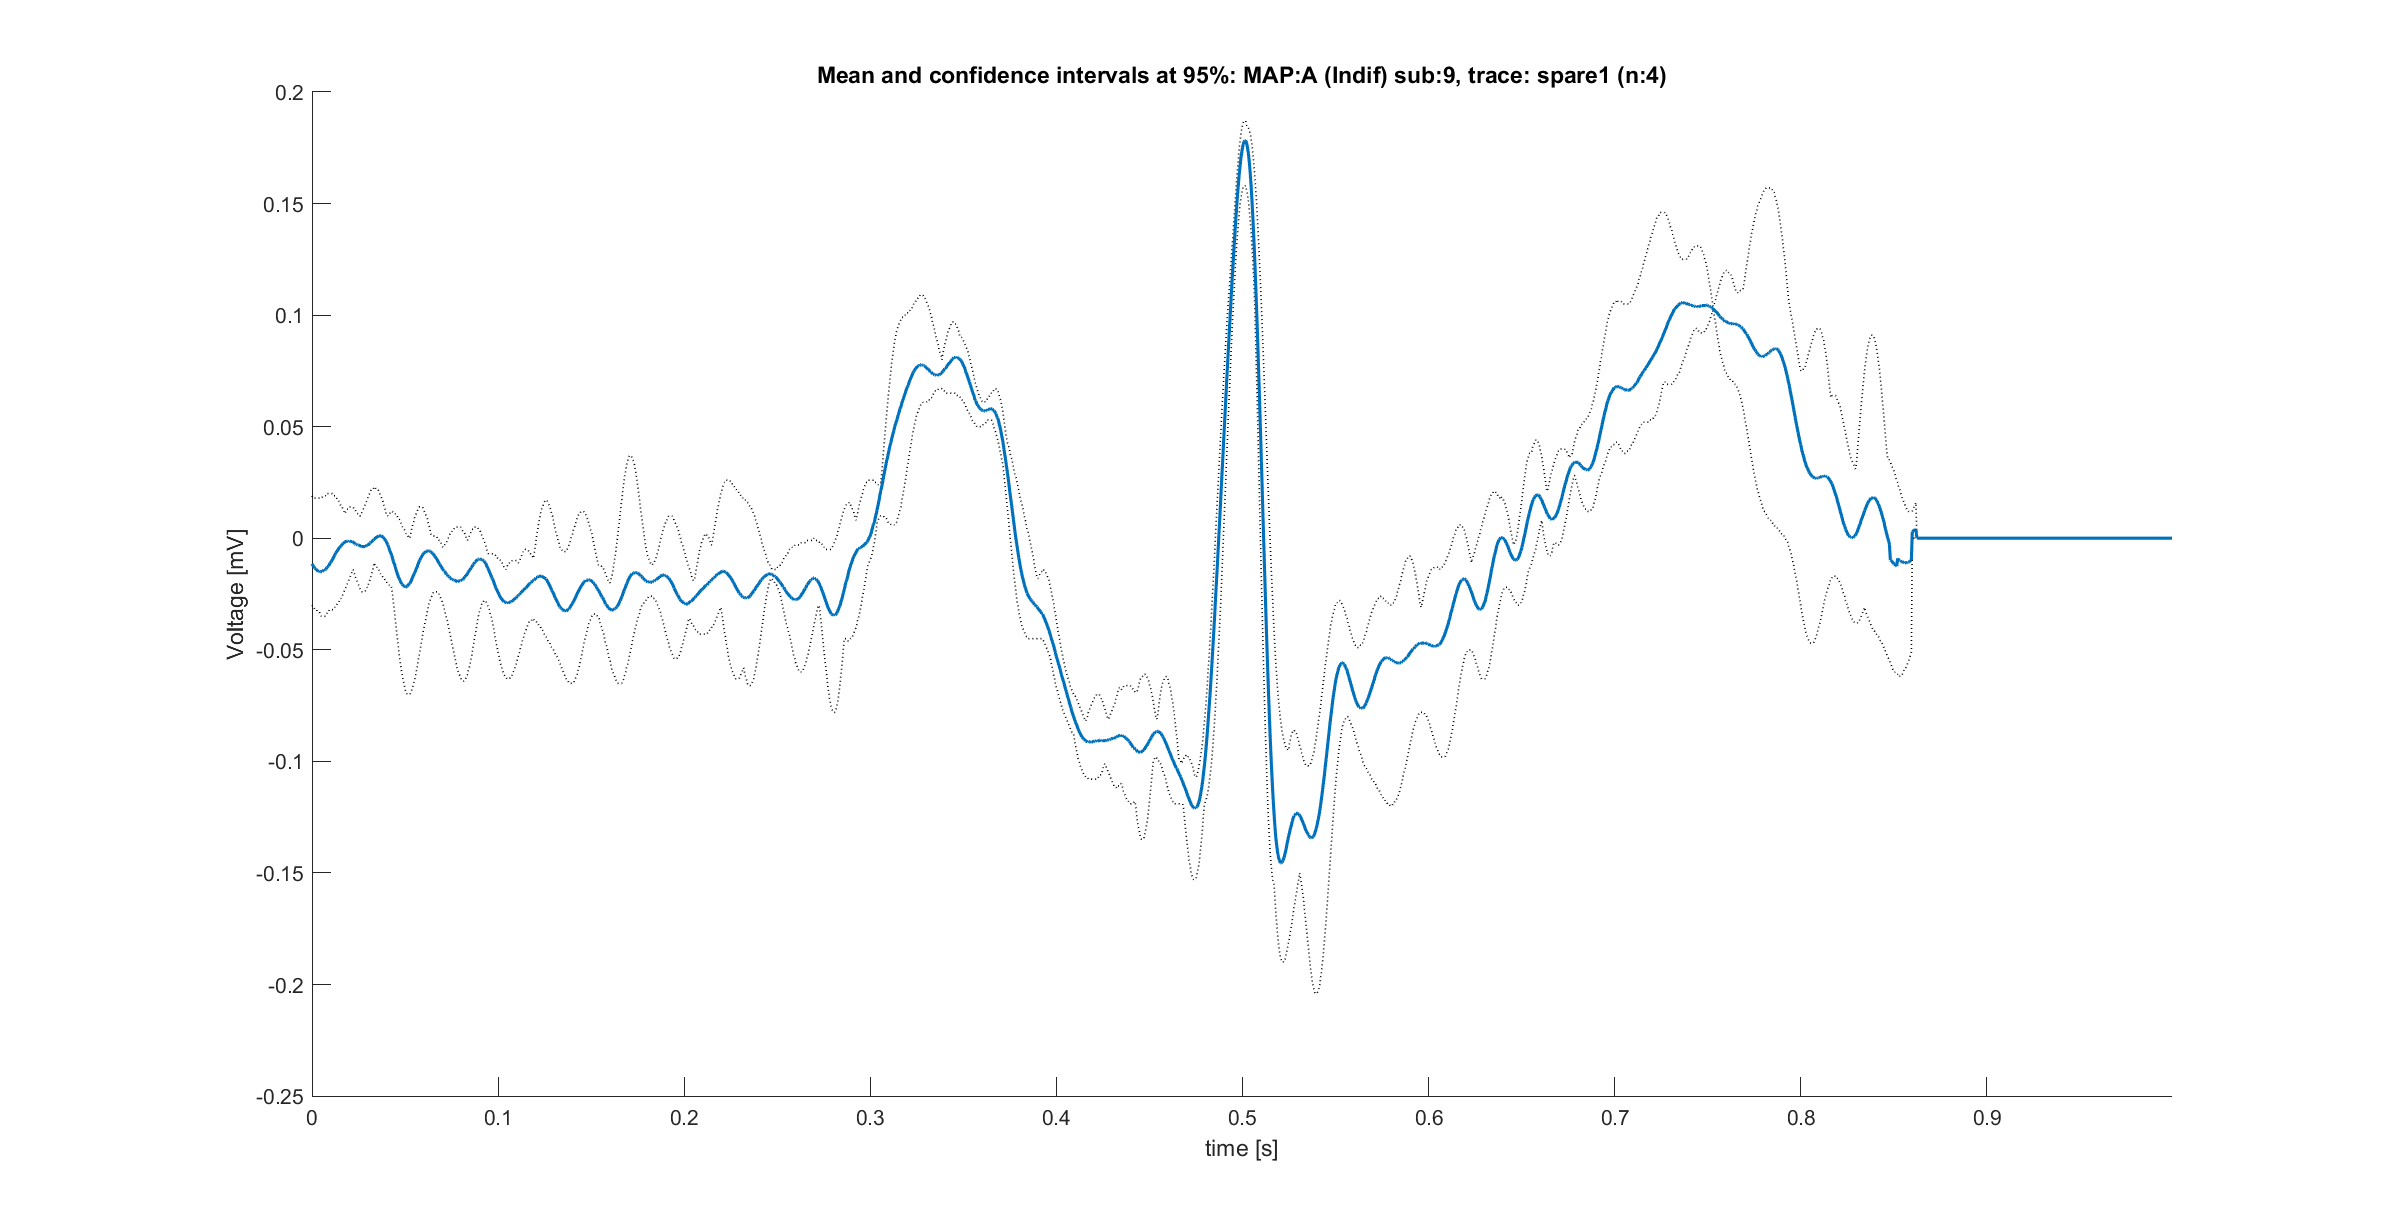 Mean and confidence intervals at 95%: MAP:A (Indif) sub:9, trace: spare1 (n:4)
0.2
0.15
0.1
0.05
0
-0.05
-0.1
-0.15
-0.2
-0.25
Voltage [mV]
0 0.1 0.2 0.3 0.4 0.5 0.6 0.7 0.8 0.9
time [s]